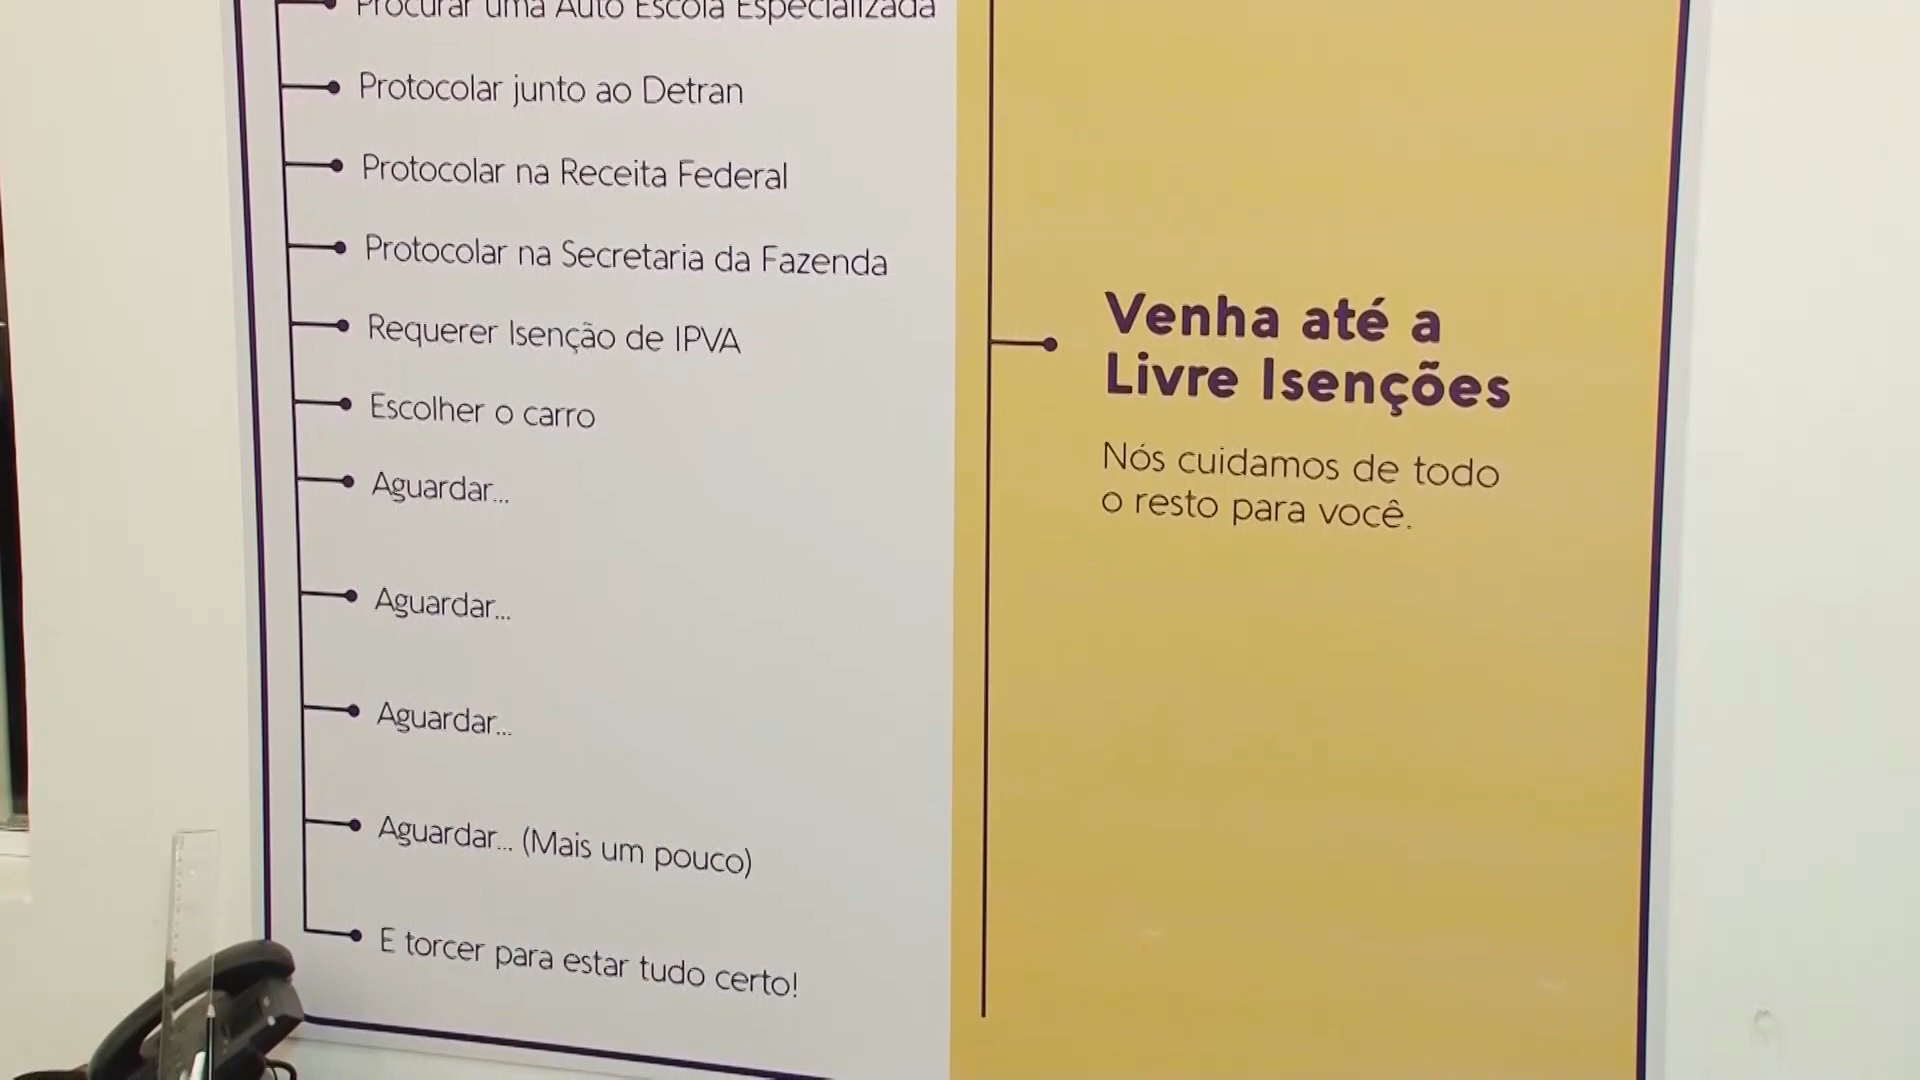 Procurar uma Auto Escola Especializada
Protocolar junto ao Detran
Protocolar na Receita Federal
Protocolar na Secretaria da Fazenda
Requerer Isenção de IPVA
Escolher o carro
Aguardar...
Aguardar...
Aguardar...
Aguardar... (Mais um pouco)
E torcer para estar tudo certo!
Venha até a
Livre Isenções
Nós cuidamos de todo
o resto para você.